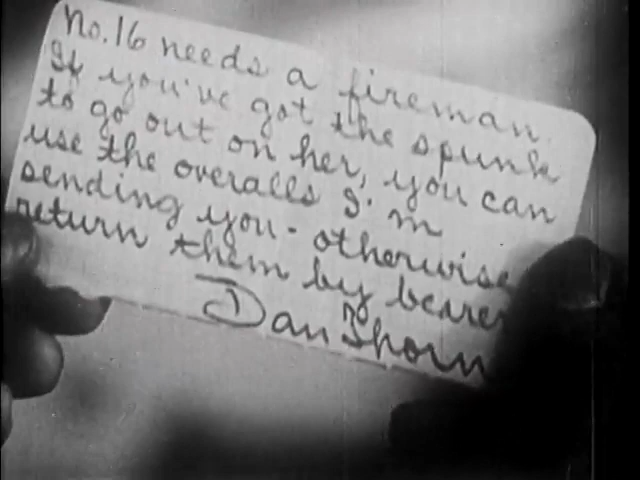 No. 16 needs a fireman.
If you've got the spunk
to go out on her, you can
use the overalls I'm
sending you - otherwise
return them by bearer
Dan Thorn